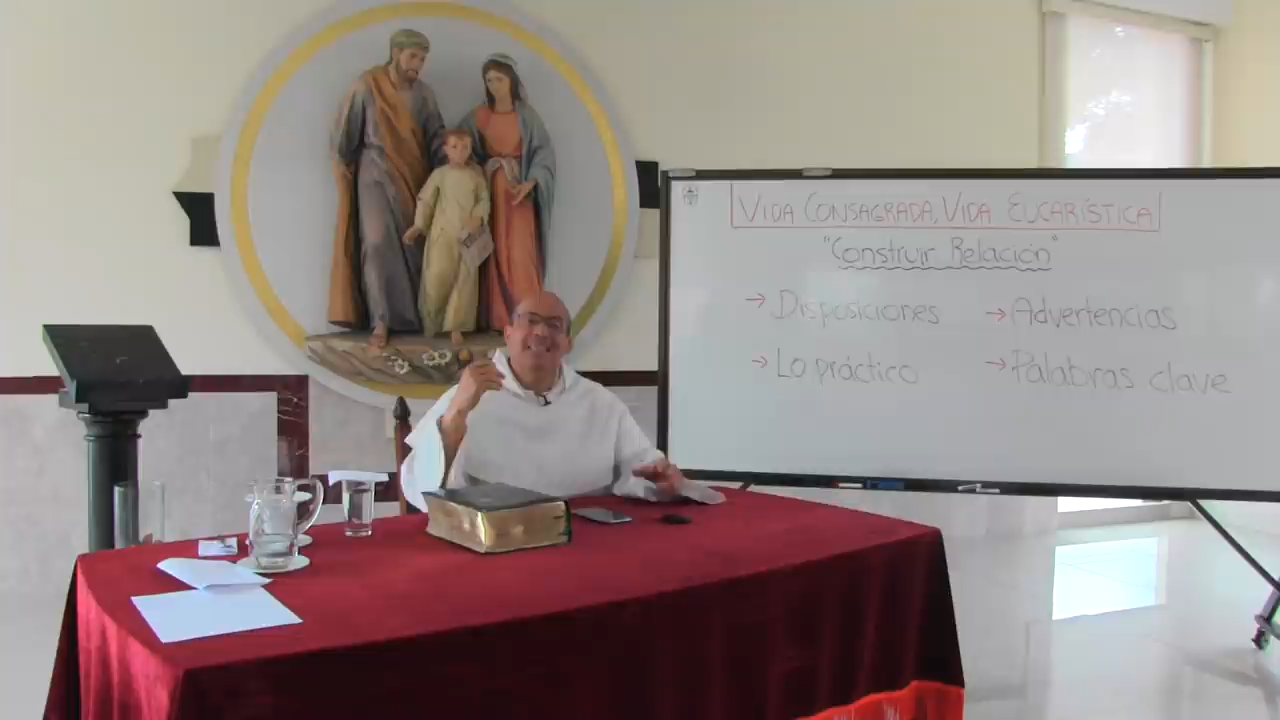 VIDA CONSAGRADA, VIDA EUCARÍSTICA
"Construir Relación"
→ Disposiciones → Advertencias
→ Lo práctico → Palabras clave